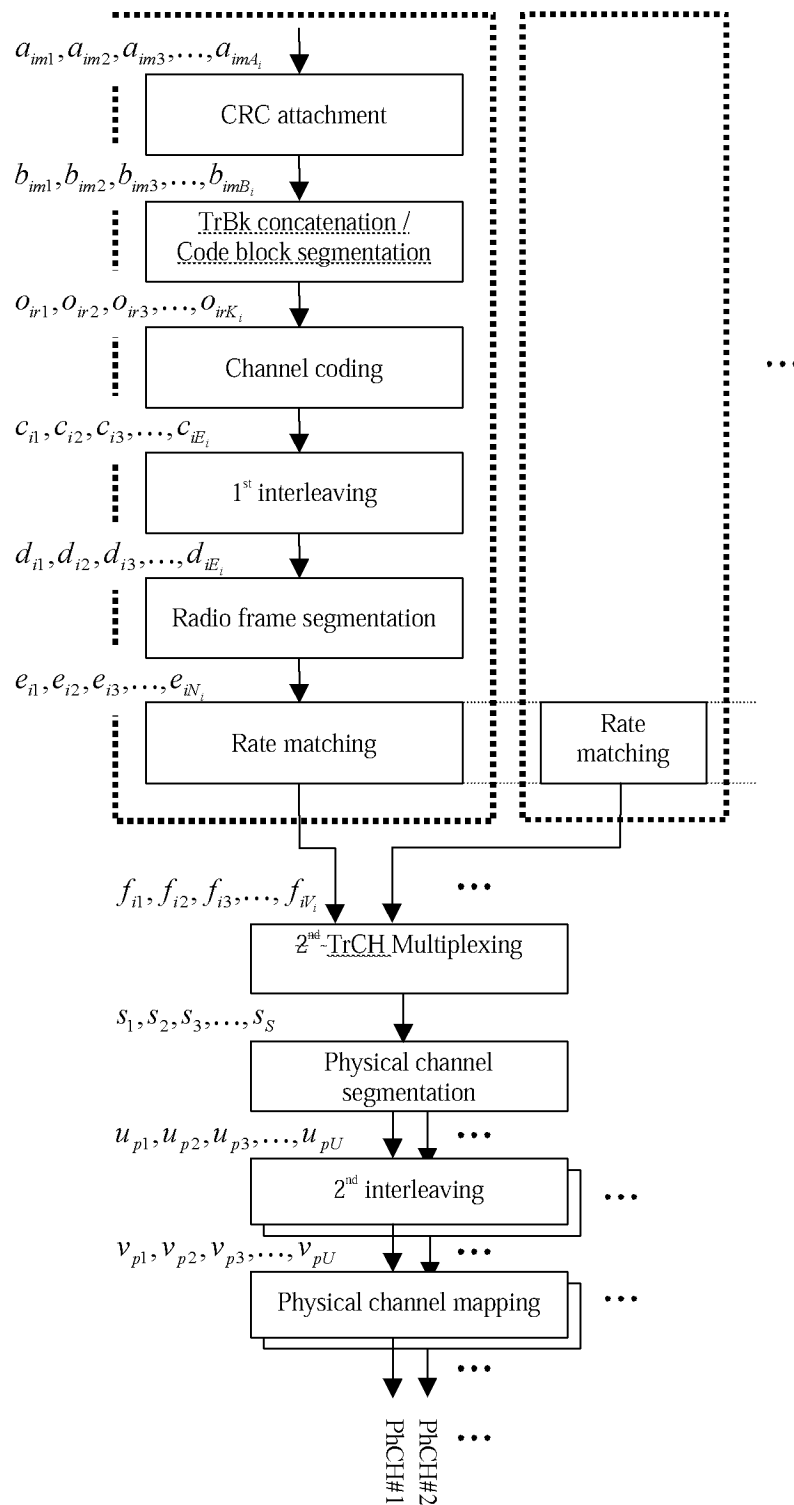 a_{im1}, a_{im2}, a_{im3}, …, a_{imA_i}
CRC attachment
b_{im1}, b_{im2}, b_{im3}, …, b_{imB_i}
TrBk concatenation /
Code block segmentation
o_{ir1}, o_{ir2}, o_{ir3}, …, o_{irK_i}
Channel coding
…
c_{i1}, c_{i2}, c_{i3}, …, c_{iE_i}
1st interleaving
d_{i1}, d_{i2}, d_{i3}, …, d_{iE_i}
Radio frame segmentation
e_{i1}, e_{i2}, e_{i3}, …, e_{iN_i}
Rate matching
Rate
matching
f_{i1}, f_{i2}, f_{i3}, …, f_{iV_i}
…
2nd TrCH Multiplexing
s_1, s_2, s_3, …, s_S
Physical channel
segmentation
u_{p1}, u_{p2}, u_{p3}, …, u_{pU}
…
2nd interleaving
…
v_{p1}, v_{p2}, v_{p3}, …, v_{pU}
…
Physical channel mapping
…
…
PhCH#1
PhCH#2
…